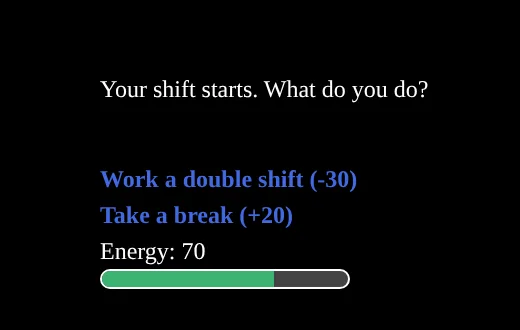 Your shift starts. What do you do?
Work a double shift (-30)
Take a break (+20)
Energy: 70